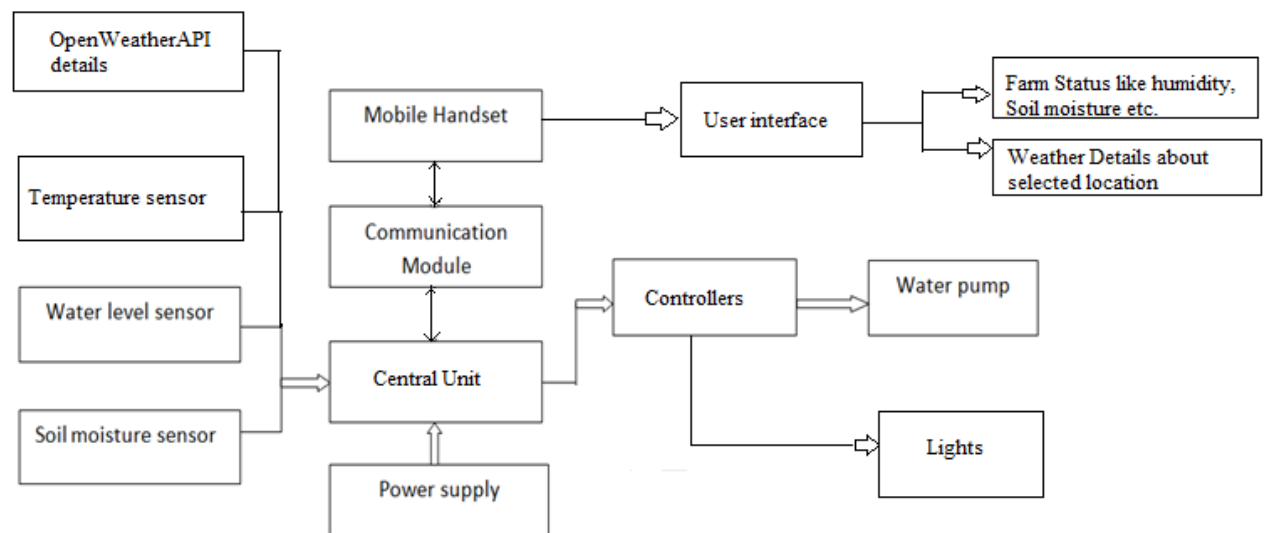 OpenWeatherAPI
details
Temperature sensor
Water level sensor
Soil moisture sensor
Mobile Handset
Communication
Module
Central Unit
Power supply
User interface
Farm Status like humidity,
Soil moisture etc.
Weather Details about
selected location
Controllers
Water pump
Lights